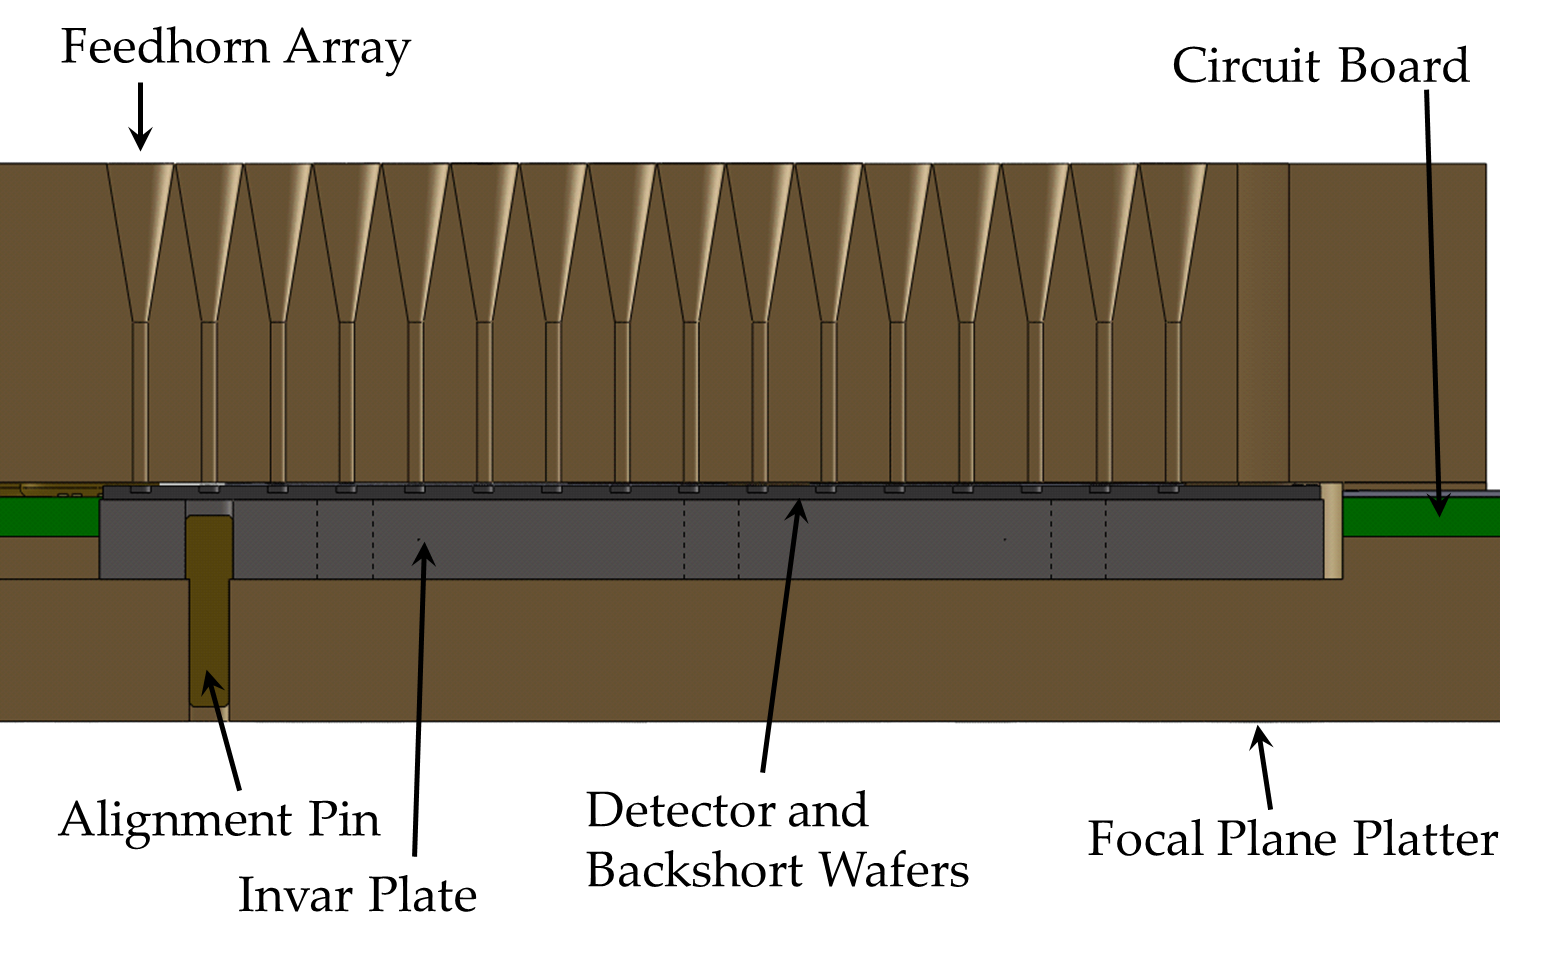 Feedhorn Array
Circuit Board
Alignment Pin
Invar Plate
Detector and
Backshort Wafers
Focal Plane Platter